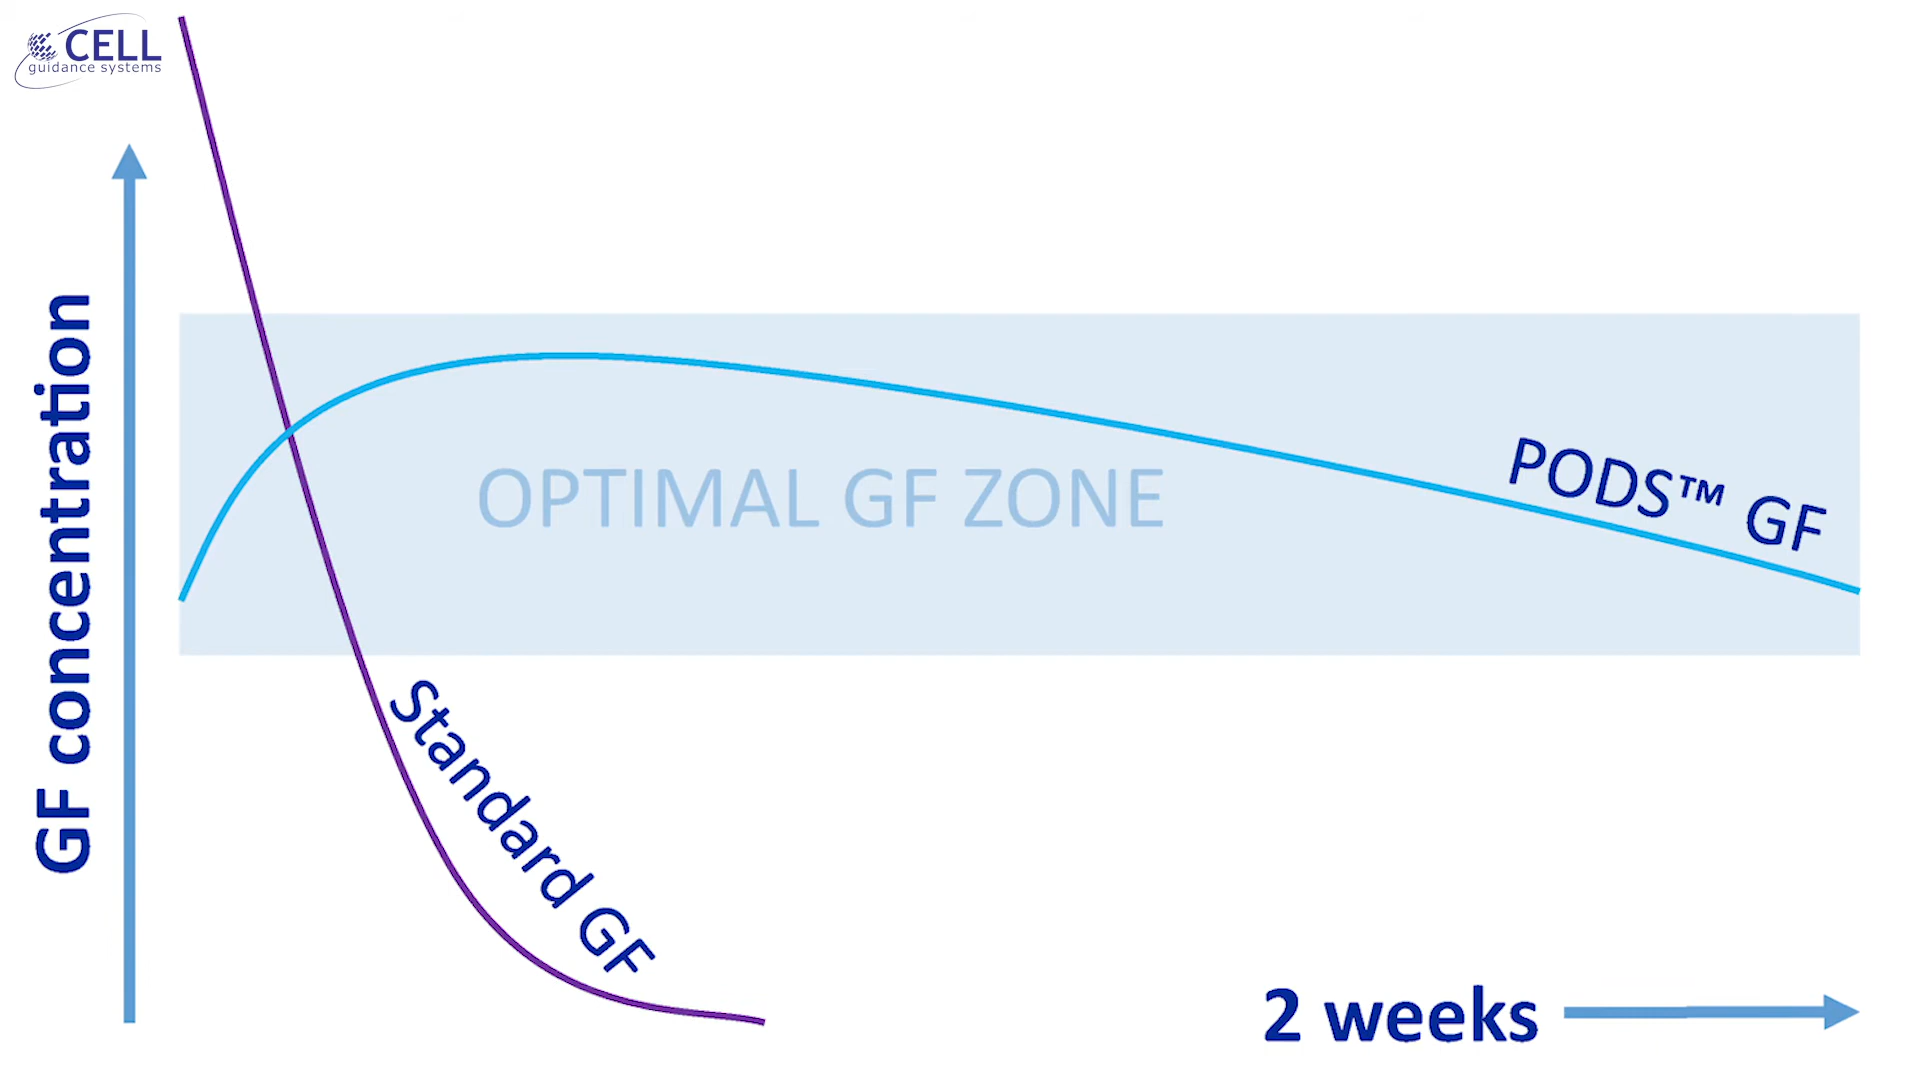 CELL
guidance systems
GF concentration
OPTIMAL GF ZONE
PODS™ GF
Standard GF
2 weeks